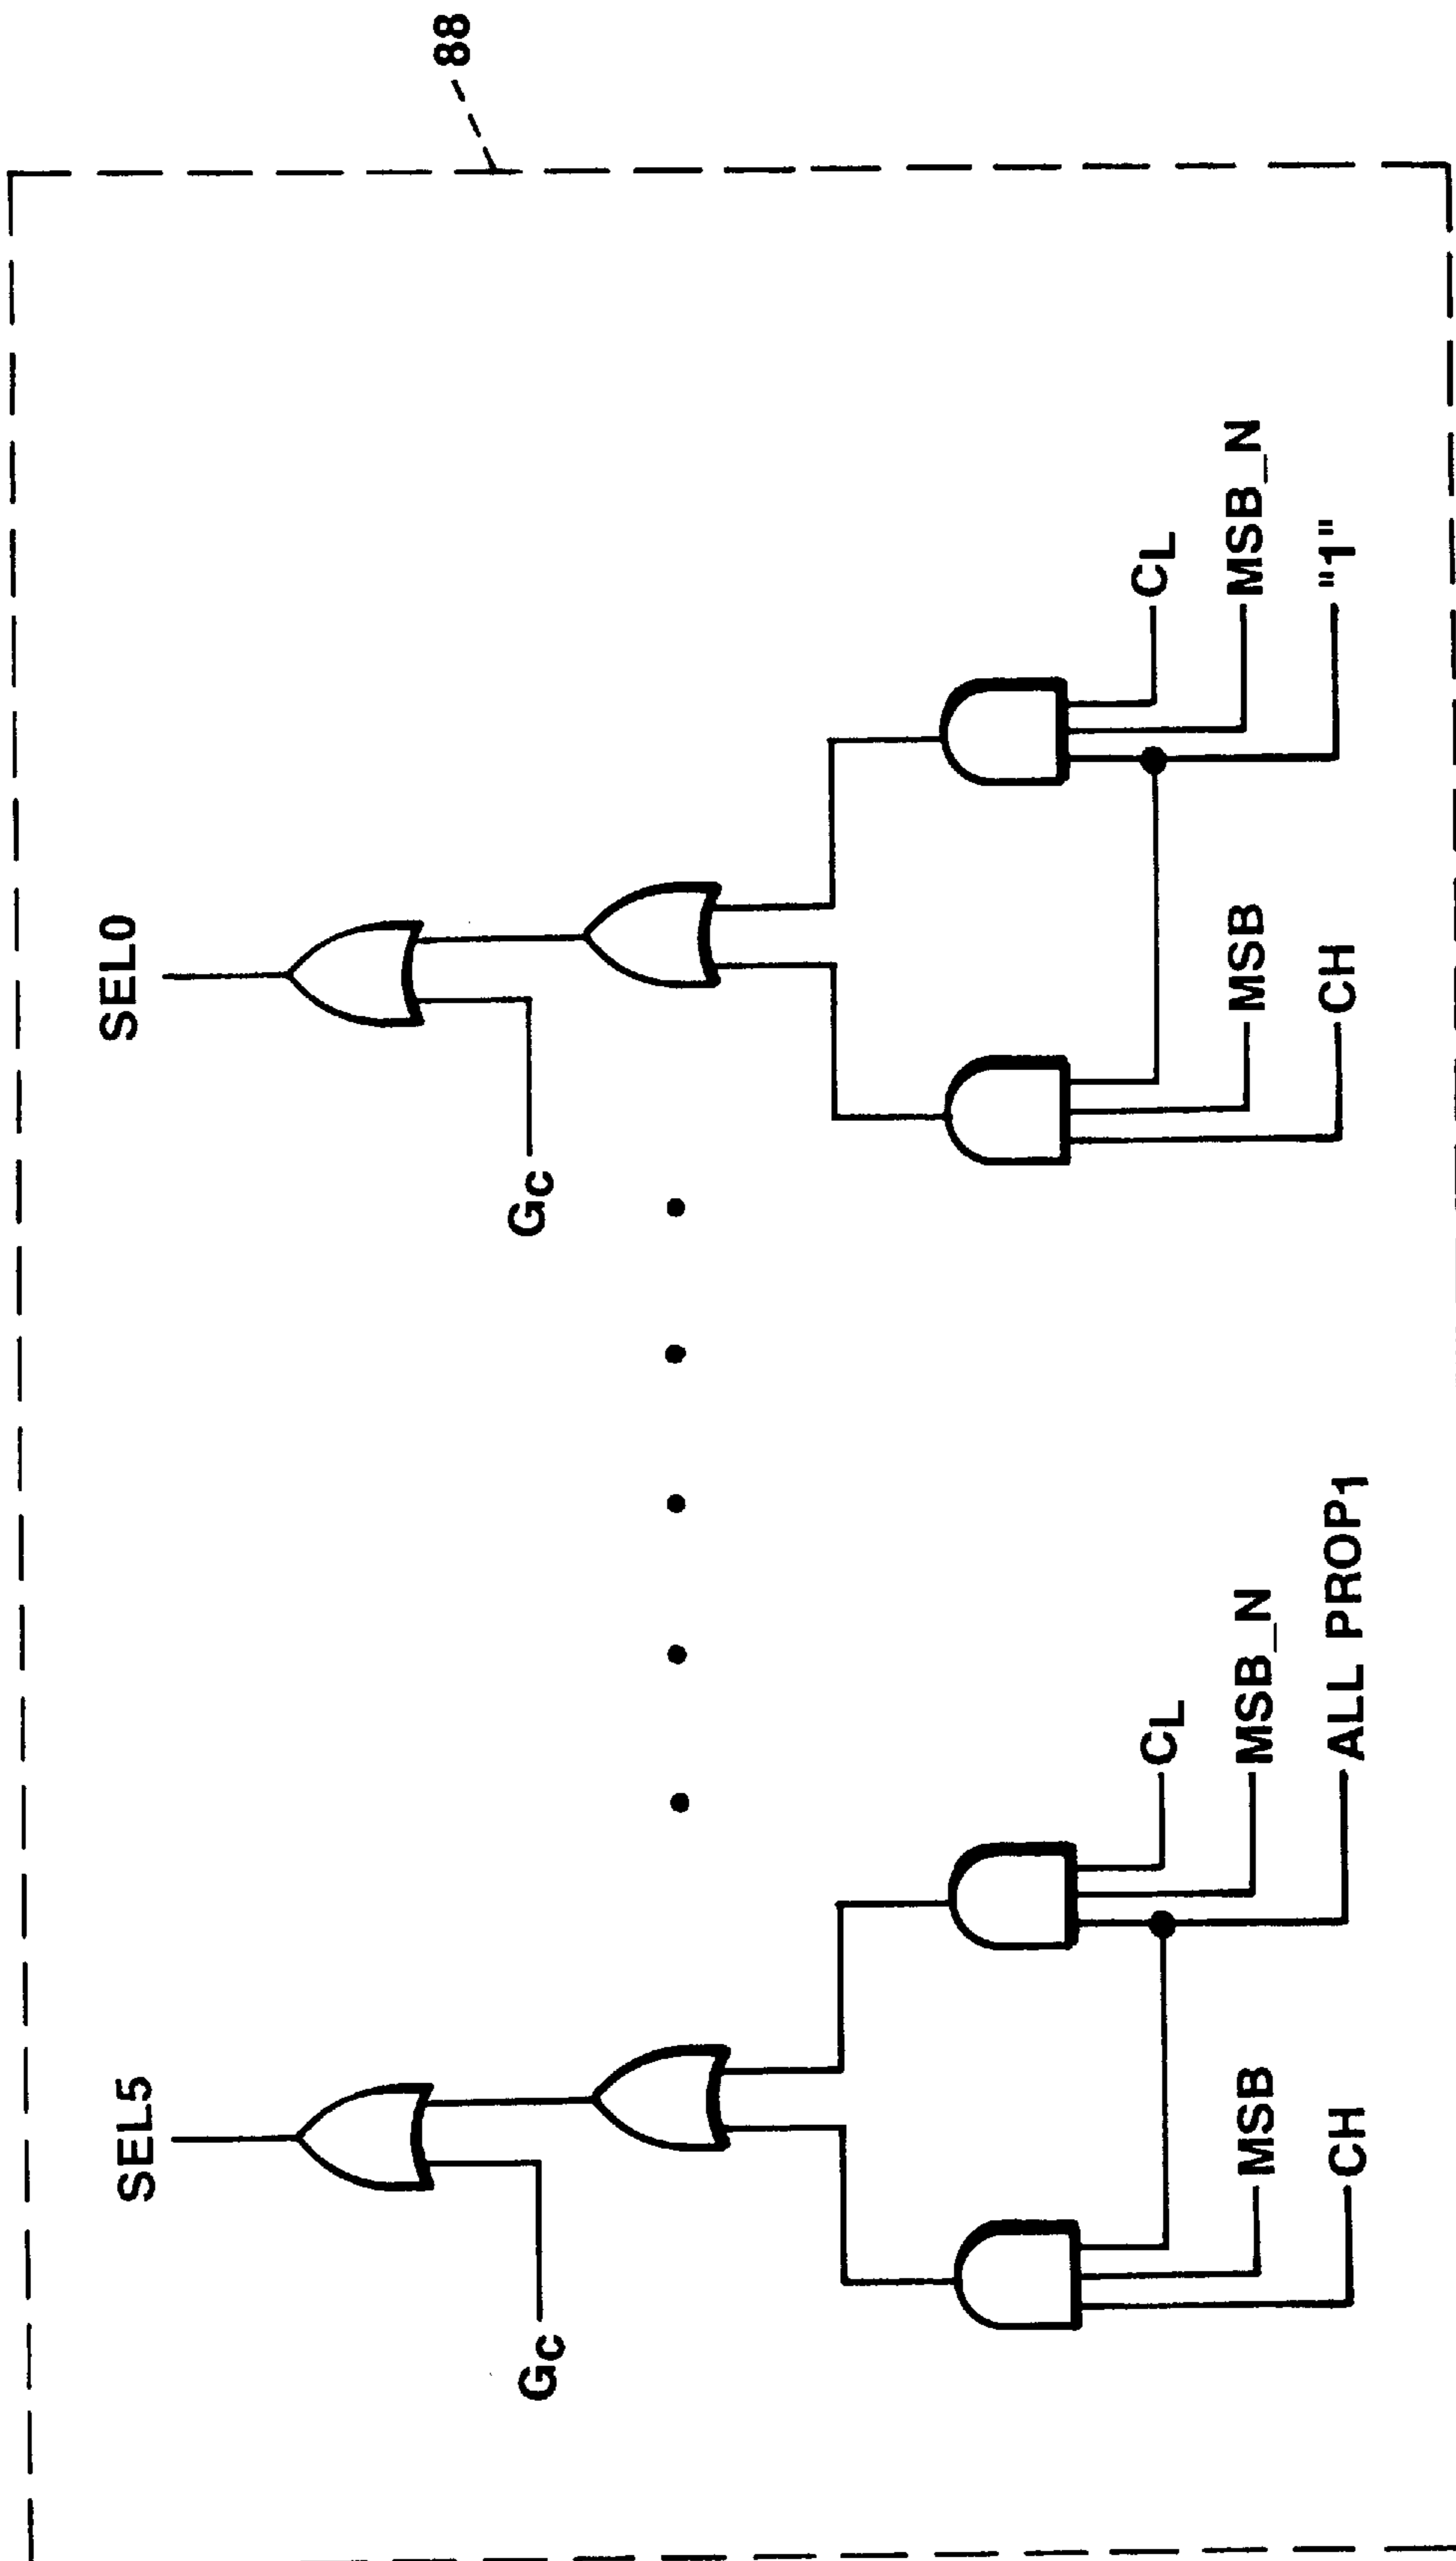 88
SEL5
SEL0
Gc
Gc
CL
CL
MSB
MSB_N
MSB
MSB_N
CH
ALL PROP1
CH
"1"